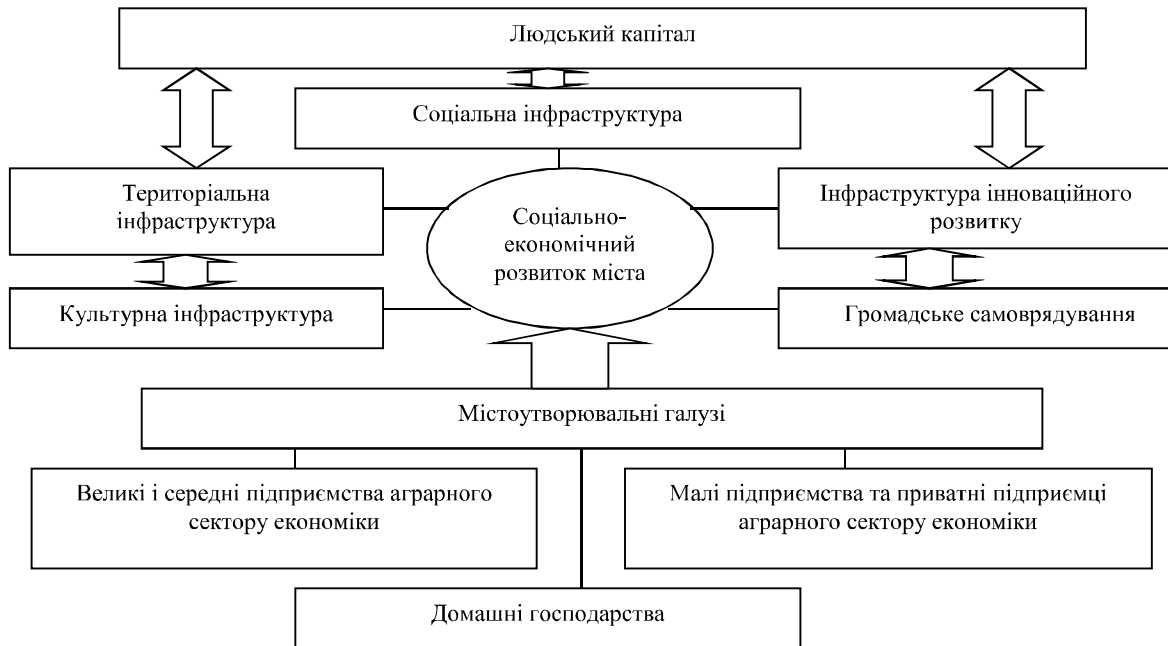 Людський капітал
Соціальна інфраструктура
Територіальна
інфраструктура
Соціально-
економічний
розвиток міста
Інфраструктура інноваційного
розвитку
Культурна інфраструктура
Громадське самоврядування
Містоутворювальні галузі
Великі і середні підприємства аграрного
сектору економіки
Малі підприємства та приватні підприємці
аграрного сектору економіки
Домашні господарства